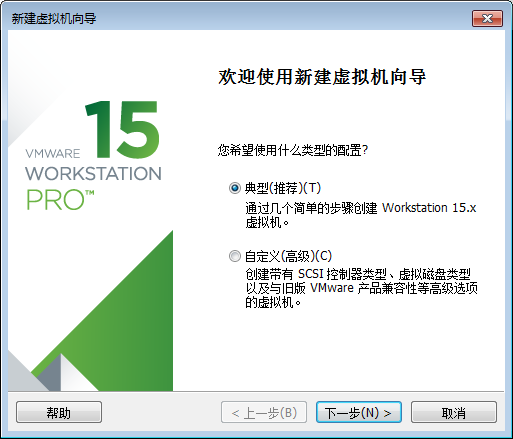 新建虚拟机向导
欢迎使用新建虚拟机向导
15
VMWARE
WORKSTATION
PRO™
您希望使用什么类型的配置?
典型(推荐)(T)
通过几个简单的步骤创建 Workstation 15.x
虚拟机。
自定义(高级)(C)
创建带有 SCSI 控制器类型、虚拟磁盘类型
以及与旧版 VMware 产品兼容性等高级选项
的虚拟机。
帮助
< 上一步(B)
下一步(N) >
取消